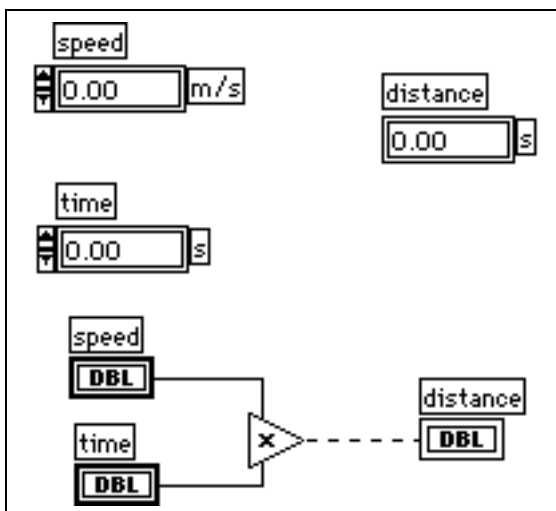 speed
0.00 m/s
distance
0.00 s
time
0.00 s
speed
DBL
distance
time
x
DBL
DBL